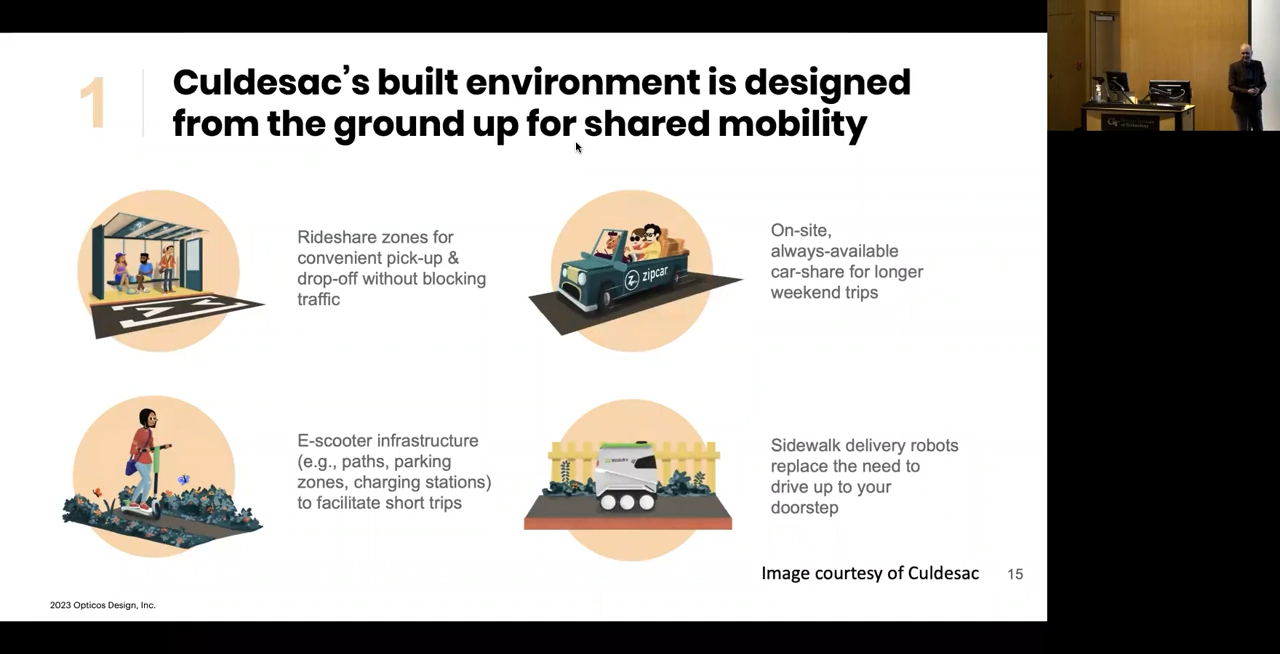 1
Culdesac's built environment is designed
from the ground up for shared mobility
Rideshare zones for
convenient pick-up &
drop-off without blocking
traffic
zipcar
On-site,
always-available
car-share for longer
weekend trips
E-scooter infrastructure
(e.g., paths, parking
zones, charging stations)
to facilitate short trips
Sidewalk delivery robots
replace the need to
drive up to your
doorstep
Image courtesy of Culdesac
15
2023 Opticos Design, Inc.